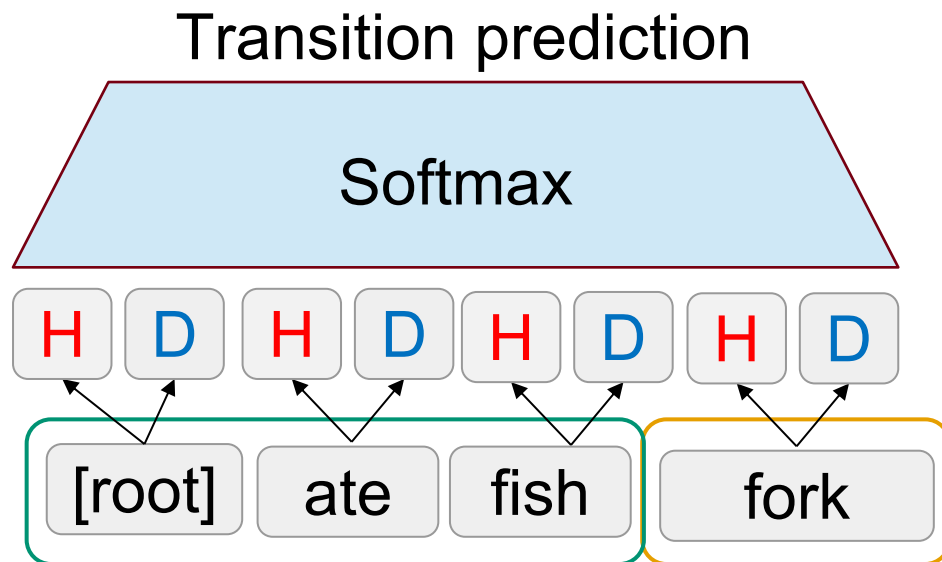 Transition prediction
Softmax
H D H D H D H D
[root] ate fish fork